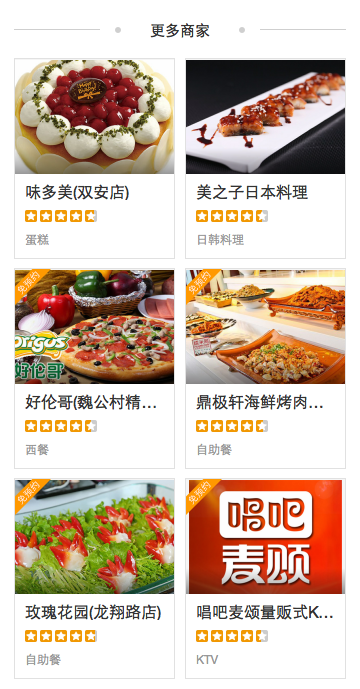 更多商家
味多美(双安店)
蛋糕
美之子日本料理
日韩料理
免预约
origus
好伦哥
好伦哥(魏公村精…
西餐
免预约
鼎极轩海鲜烤肉…
自助餐
免预约
玫瑰花园(龙翔路店)
自助餐
免预约
唱吧
麦颂
唱吧麦颂量贩式K…
KTV